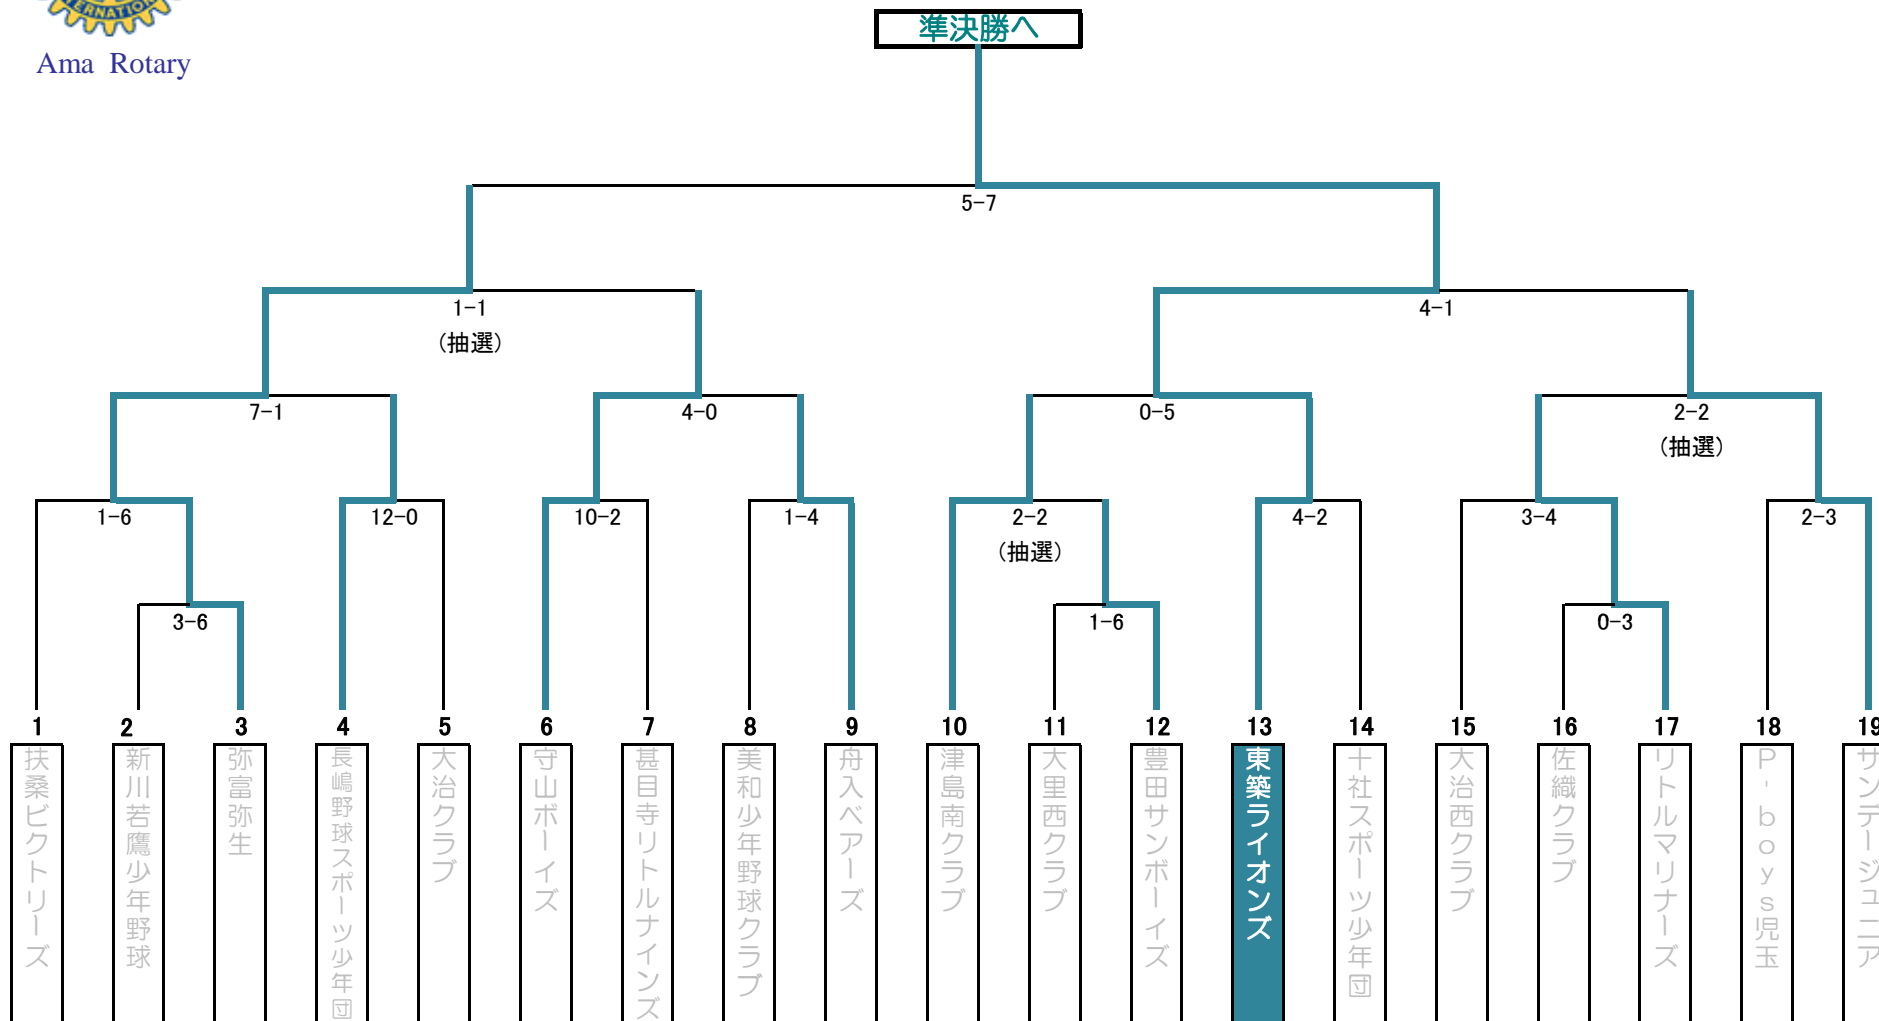 ERNATION
Ama Rotary
準決勝へ
5-7
1-1
(抽選)
4-1
7-1
4-0
0-5
2-2
(抽選)
1-6
12-0
10-2
1-4
2-2
(抽選)
4-2
3-4
2-3
3-6
1-6
0-3
1 2 3 4 5 6 7 8 9 10 11 12 13 14 15 16 17 18 19
扶桑ビクトリーズ
新川若鷹少年野球
弥富弥生
長嶋野球スポーツ少年団
大治クラブ
守山ボーイズ
甚目寺リトルナインズ
美和少年野球クラブ
舟入ベアーズ
津島南クラブ
大里西クラブ
豊田サンボーイズ
東築ライオンズ
十社スポーツ少年団
大治西クラブ
佐織クラブ
リトルマリナーズ
P'boys児玉
サンデージュニア